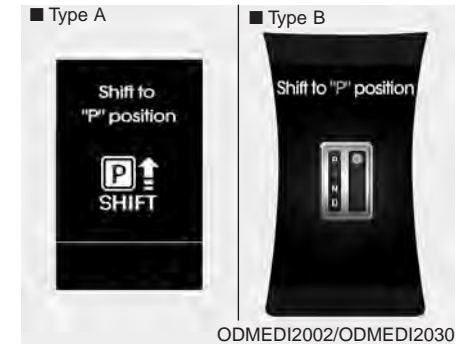 ■ Type A
Shift to
"P" position
P
SHIFT
■ Type B
Shift to "P" position
P
R
N
D
ODMEDI2002/ODMEDI2030